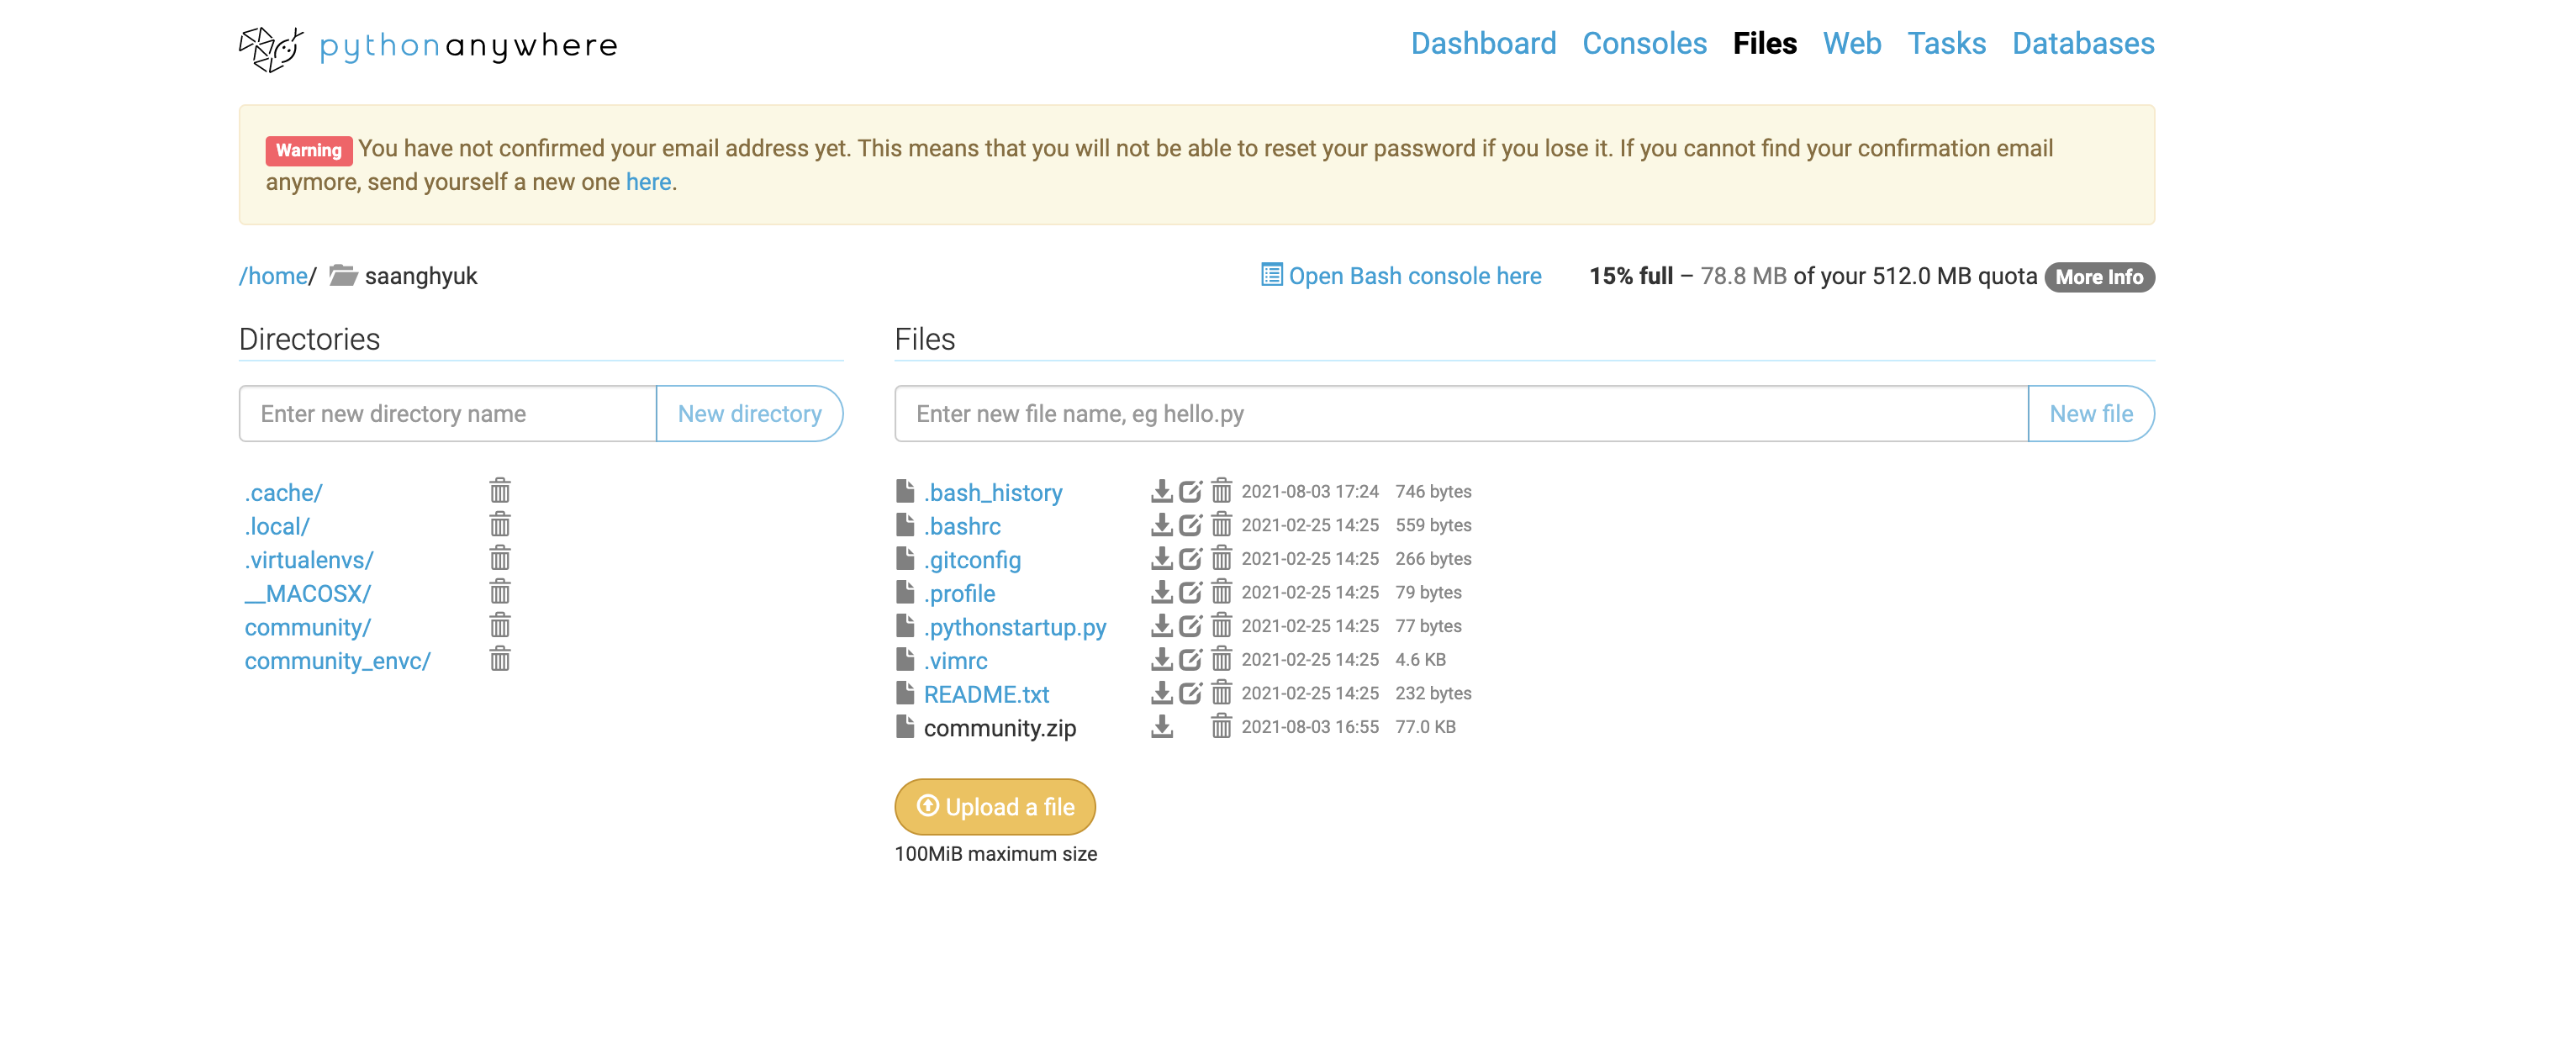 pythonanywhere
Dashboard Consoles Files Web Tasks Databases
Warning You have not confirmed your email address yet. This means that you will not be able to reset your password if you lose it. If you cannot find your confirmation email
anymore, send yourself a new one here.
/home/ saanghyuk
Open Bash console here 15% full – 78.8 MB of your 512.0 MB quota More Info
Directories
Enter new directory name New directory
.cache/
.local/
.virtualenvs/
__MACOSX/
community/
community_envc/
Files
Enter new file name, eg hello.py New file
.bash_history 2021-08-03 17:24 746 bytes
.bashrc 2021-02-25 14:25 559 bytes
.gitconfig 2021-02-25 14:25 266 bytes
.profile 2021-02-25 14:25 79 bytes
.pythonstartup.py 2021-02-25 14:25 77 bytes
.vimrc 2021-02-25 14:25 4.6 KB
README.txt 2021-02-25 14:25 232 bytes
community.zip 2021-08-03 16:55 77.0 KB
Upload a file
100MiB maximum size